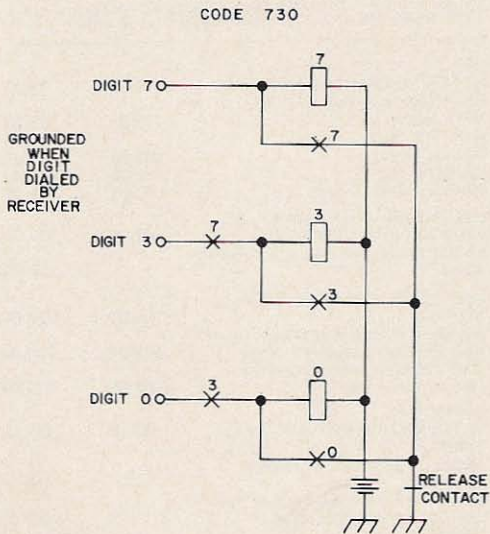 CODE 730
7
DIGIT 7
7
GROUNDED
WHEN
DIGIT
DIALED
BY
RECEIVER
7
3
DIGIT 3
3
3
0
DIGIT 0
0
RELEASE
CONTACT